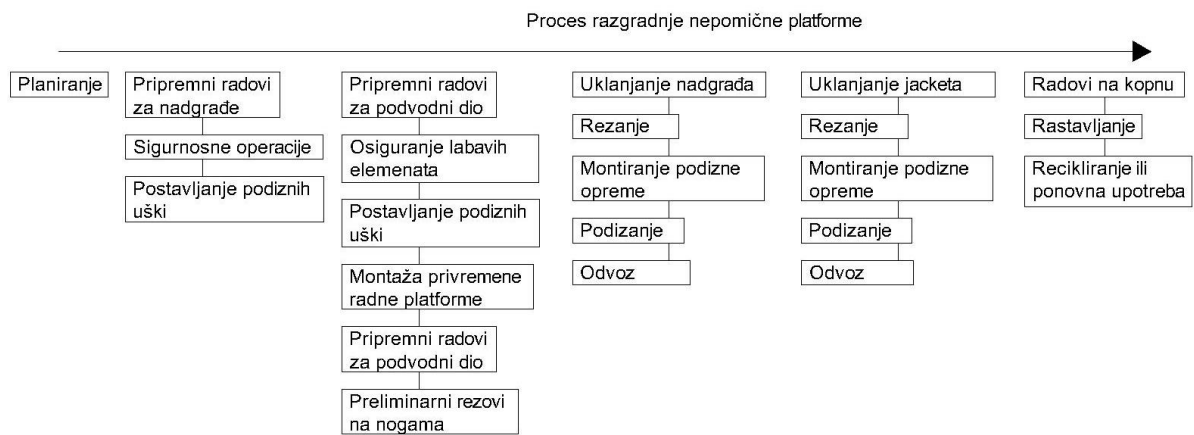 Proces razgradnje nepomične platforme
Planiranje
Pripremni radovi
za nadgrađe
Sigurnosne operacije
Postavljanje podiznih
uški
Pripremni radovi
za podvodni dio
Osiguranje labavih
elemenata
Postavljanje podiznih
uški
Montaža privremene
radne platforme
Pripremni radovi
za podvodni dio
Preliminarni rezovi
na nogama
Uklanjanje nadgrađa
Rezanje
Montiranje podizne
opreme
Podizanje
Odvoz
Uklanjanje jacketa
Rezanje
Montiranje podizne
opreme
Podizanje
Odvoz
Radovi na kopnu
Rastavljanje
Recikliranje ili
ponovna upotreba